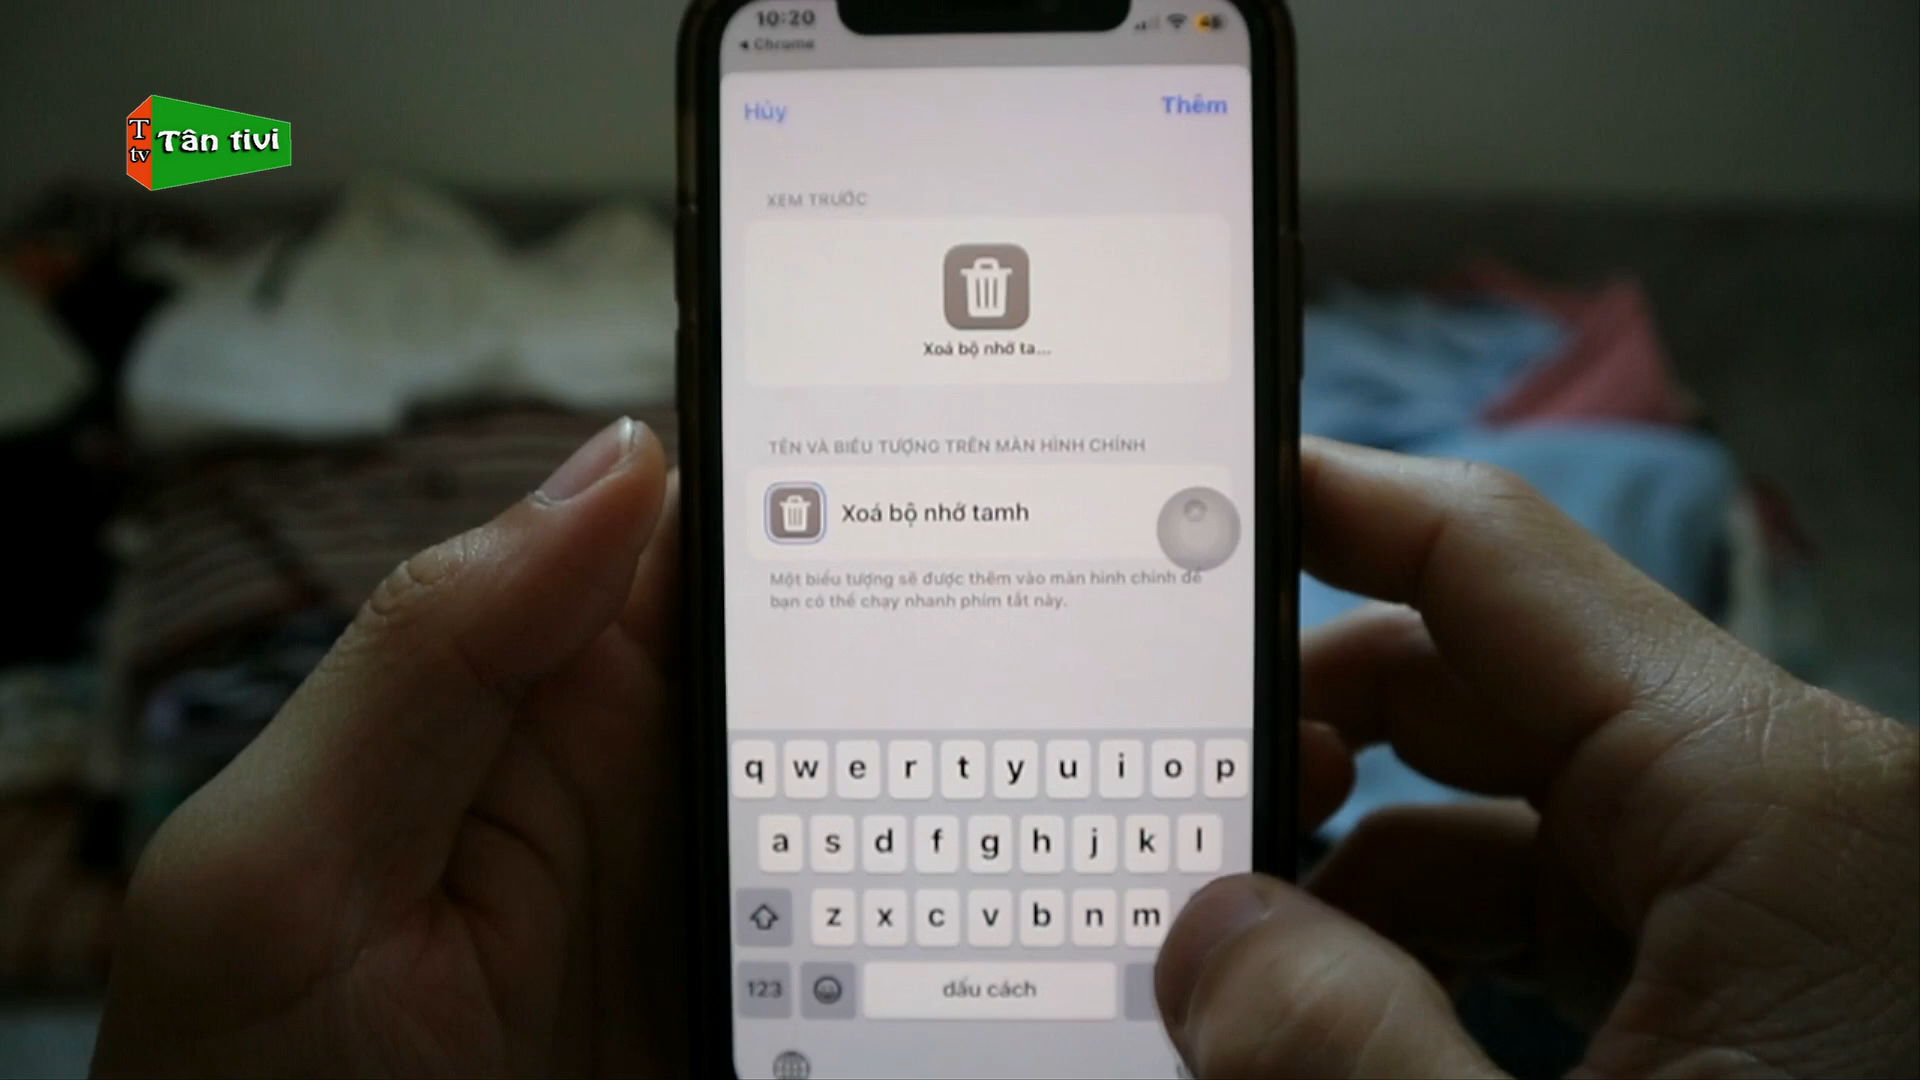 10:20
Chrome
T
tv
Tân tivi
Hủy
Thêm
XEM TRƯỚC
Xoá bộ nhớ ta...
TÊN VÀ BIỂU TƯỢNG TRÊN MÀN HÌNH CHÍNH
Xoá bộ nhớ tamh
Một biểu tượng sẽ được thêm vào màn hình chính để
bạn có thể chạy nhanh phím tắt này.
q w e r t y u i o p
a s d f g h j k l
z x c v b n m
123
dấu cách